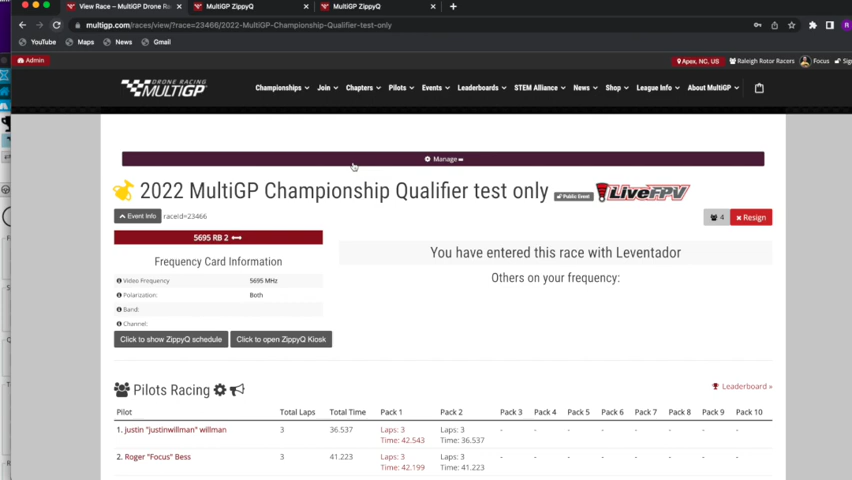 View Race – MultiGP Drone Ra
MultiGP ZippyQ
MultiGP ZippyQ
multigp.com/races/view/?race=23466/2022-MultiGP-Championship-Qualifier-test-only
YouTube Maps News Gmail
Admin
Apex, NC, US Raleigh Rotor Racers Focus Sig
DRONE RACING
MULTIGP
Championships Join Chapters Pilots Events Leaderboards STEM Alliance News Shop League Info About MultiGP
Manage
2022 MultiGP Championship Qualifier test only Public Event LiveFPV
Event Info raceId=23466
4 Resign
5695 RB 2
You have entered this race with Leventador
Frequency Card Information
Others on your frequency:
Video Frequency 5695 MHz
Polarization: Both
Band:
Channel:
Click to show ZippyQ schedule Click to open ZippyQ Kiosk
Pilots Racing
Leaderboard »
Pilot Total Laps Total Time Pack 1 Pack 2 Pack 3 Pack 4 Pack 5 Pack 6 Pack 7 Pack 8 Pack 9 Pack 10
1. justin "justinwillman" willman 3 36.537 Laps: 3 Laps: 3 - - - - - - - -
Time: 42.543 Time: 36.537
2. Roger "Focus" Bess 3 41.223 Laps: 3 Laps: 3 - - - - - - - -
Time: 42.199 Time: 41.223